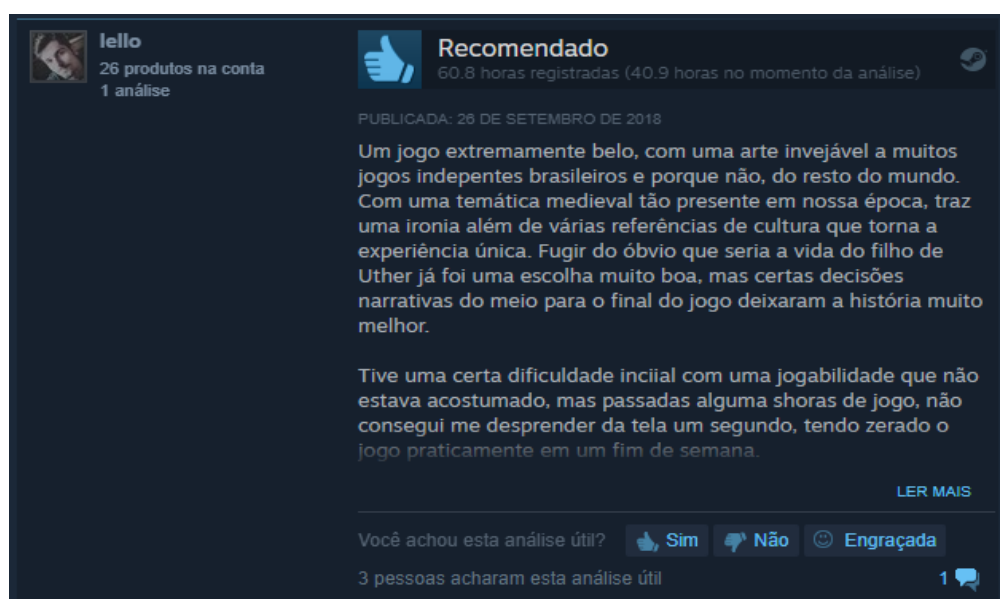 lello
26 produtos na conta
1 análise
Recomendado
60.8 horas registradas (40.9 horas no momento da análise)
PUBLICADA: 26 DE SETEMBRO DE 2018
Um jogo extremamente belo, com uma arte invejável a muitos
jogos indepentes brasileiros e porque não, do resto do mundo.
Com uma temática medieval tão presente em nossa época, traz
uma ironia além de várias referências de cultura que torna a
experiência única. Fugir do óbvio que seria a vida do filho de
Uther já foi uma escolha muito boa, mas certas decisões
narrativas do meio para o final do jogo deixaram a história muito
melhor.
Tive uma certa dificuldade inciial com uma jogabilidade que não
estava acostumado, mas passadas alguma shoras de jogo, não
consegui me desprender da tela um segundo, tendo zerado o
jogo praticamente em um fim de semana.
LER MAIS
Você achou esta análise útil? Sim Não Engraçada
3 pessoas acharam esta análise útil 1